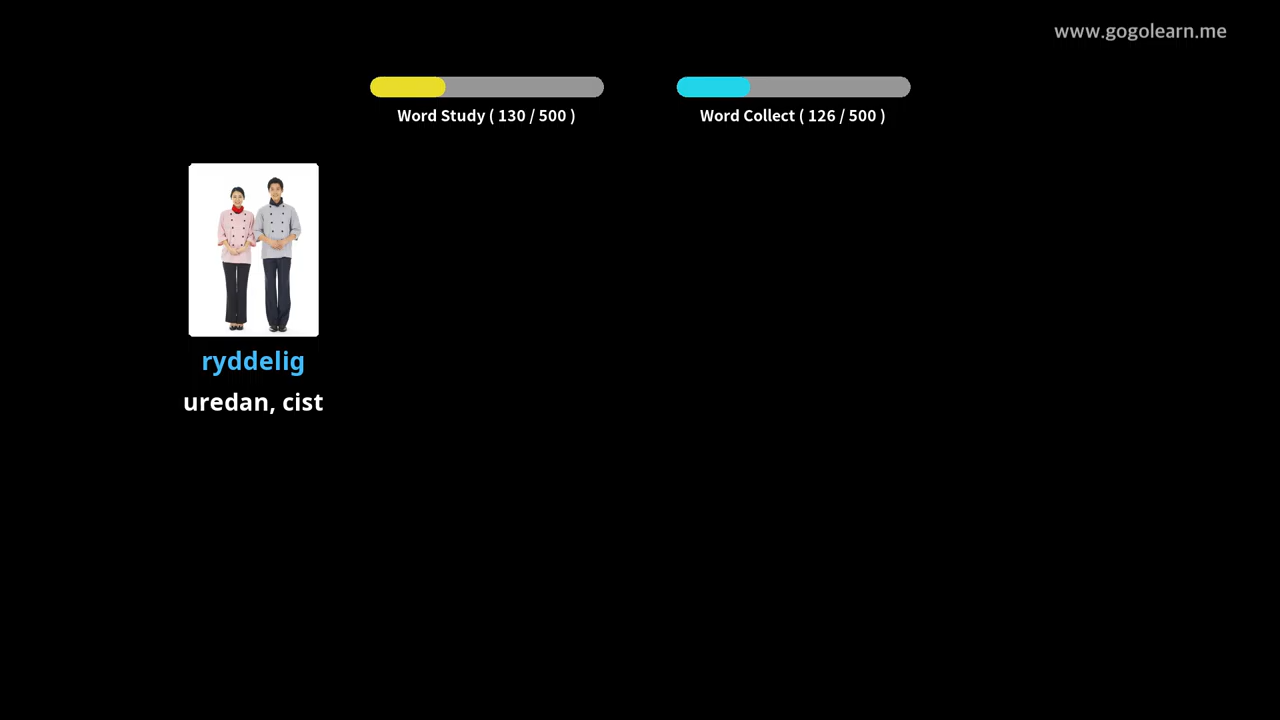 www.gogolearn.me
Word Study ( 130 / 500 )
Word Collect ( 126 / 500 )
ryddelig
uredan, cist